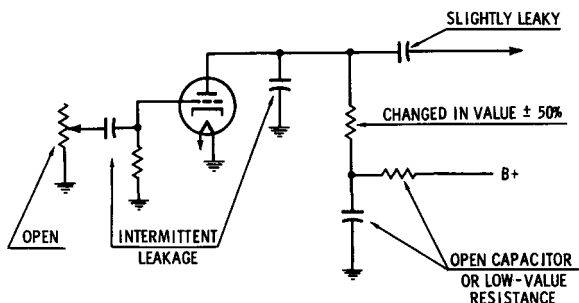 SLIGHTLY LEAKY
CHANGED IN VALUE ± 50%
B+
OPEN
INTERMITTENT
LEAKAGE
OPEN CAPACITOR
OR LOW-VALUE
RESISTANCE